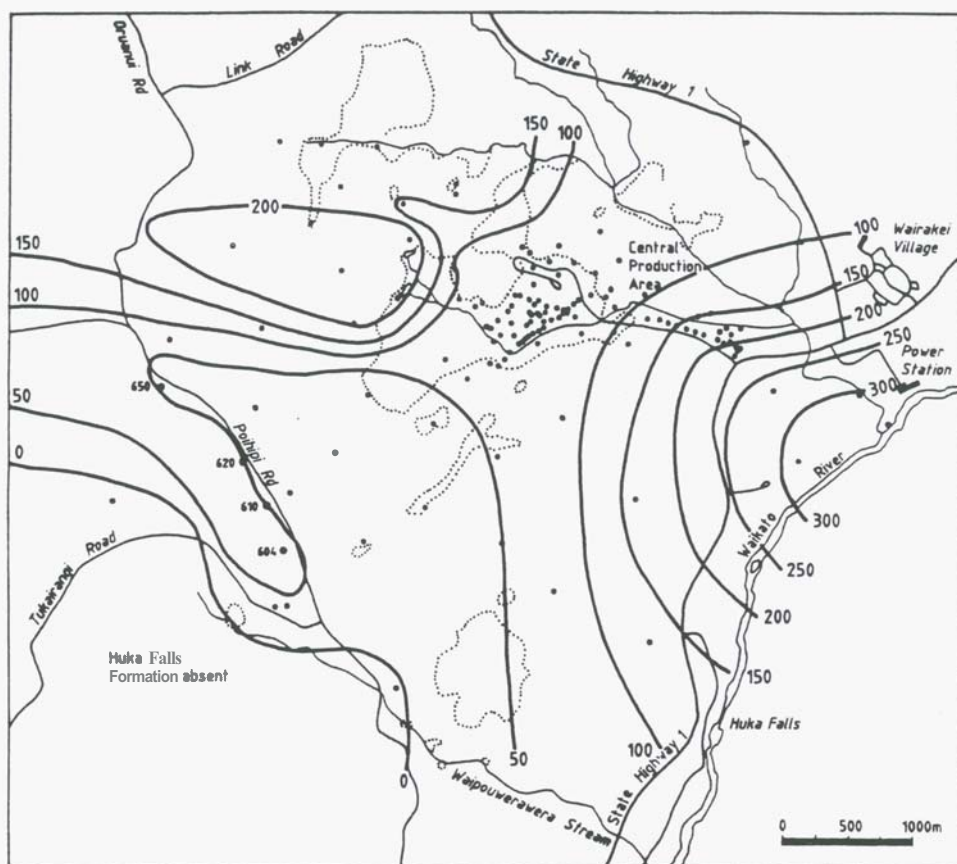 Oruanui Rd
Link Road
State Highway 1
150
100
200
150
100
50
0
Central
Production
Area
100
150
200
250
300
Wairakei
Village
Power
Station
650
620
610
604
Poihipi Rd
Tukairangi Road
Huka Falls
Formation absent
Waikato River
300
250
200
150
100
50
0
Huka Falls
State Highway 1
Waipouwerawera Stream
0 500 1000m